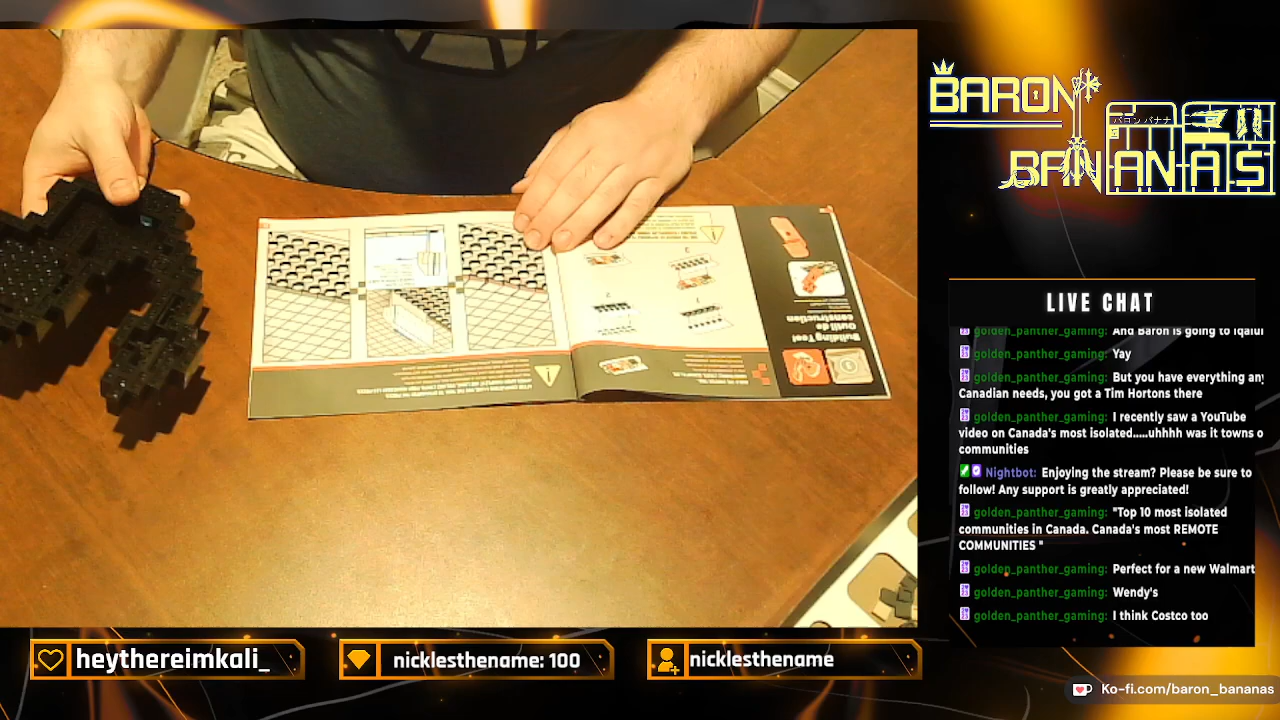 BARON
バロン バナナ
BANANAS
LIVE CHAT
golden_panther_gaming: And Baron is going to Iqalui
golden_panther_gaming: Yay
golden_panther_gaming: But you have everything any
Canadian needs, you got a Tim Hortons there
golden_panther_gaming: I recently saw a YouTube
video on Canada's most isolated.....uhhhh was it towns o
communities
Nightbot: Enjoying the stream? Please be sure to
follow! Any support is greatly appreciated!
golden_panther_gaming: "Top 10 most isolated
communities in Canada. Canada's most REMOTE
COMMUNITIES "
golden_panther_gaming: Perfect for a new Walmart
golden_panther_gaming: Wendy's
golden_panther_gaming: I think Costco too
Building Tool
Outil de
construction
heythereimkali_
nicklesthename: 100
nicklesthename
Ko-fi.com/baron_bananas